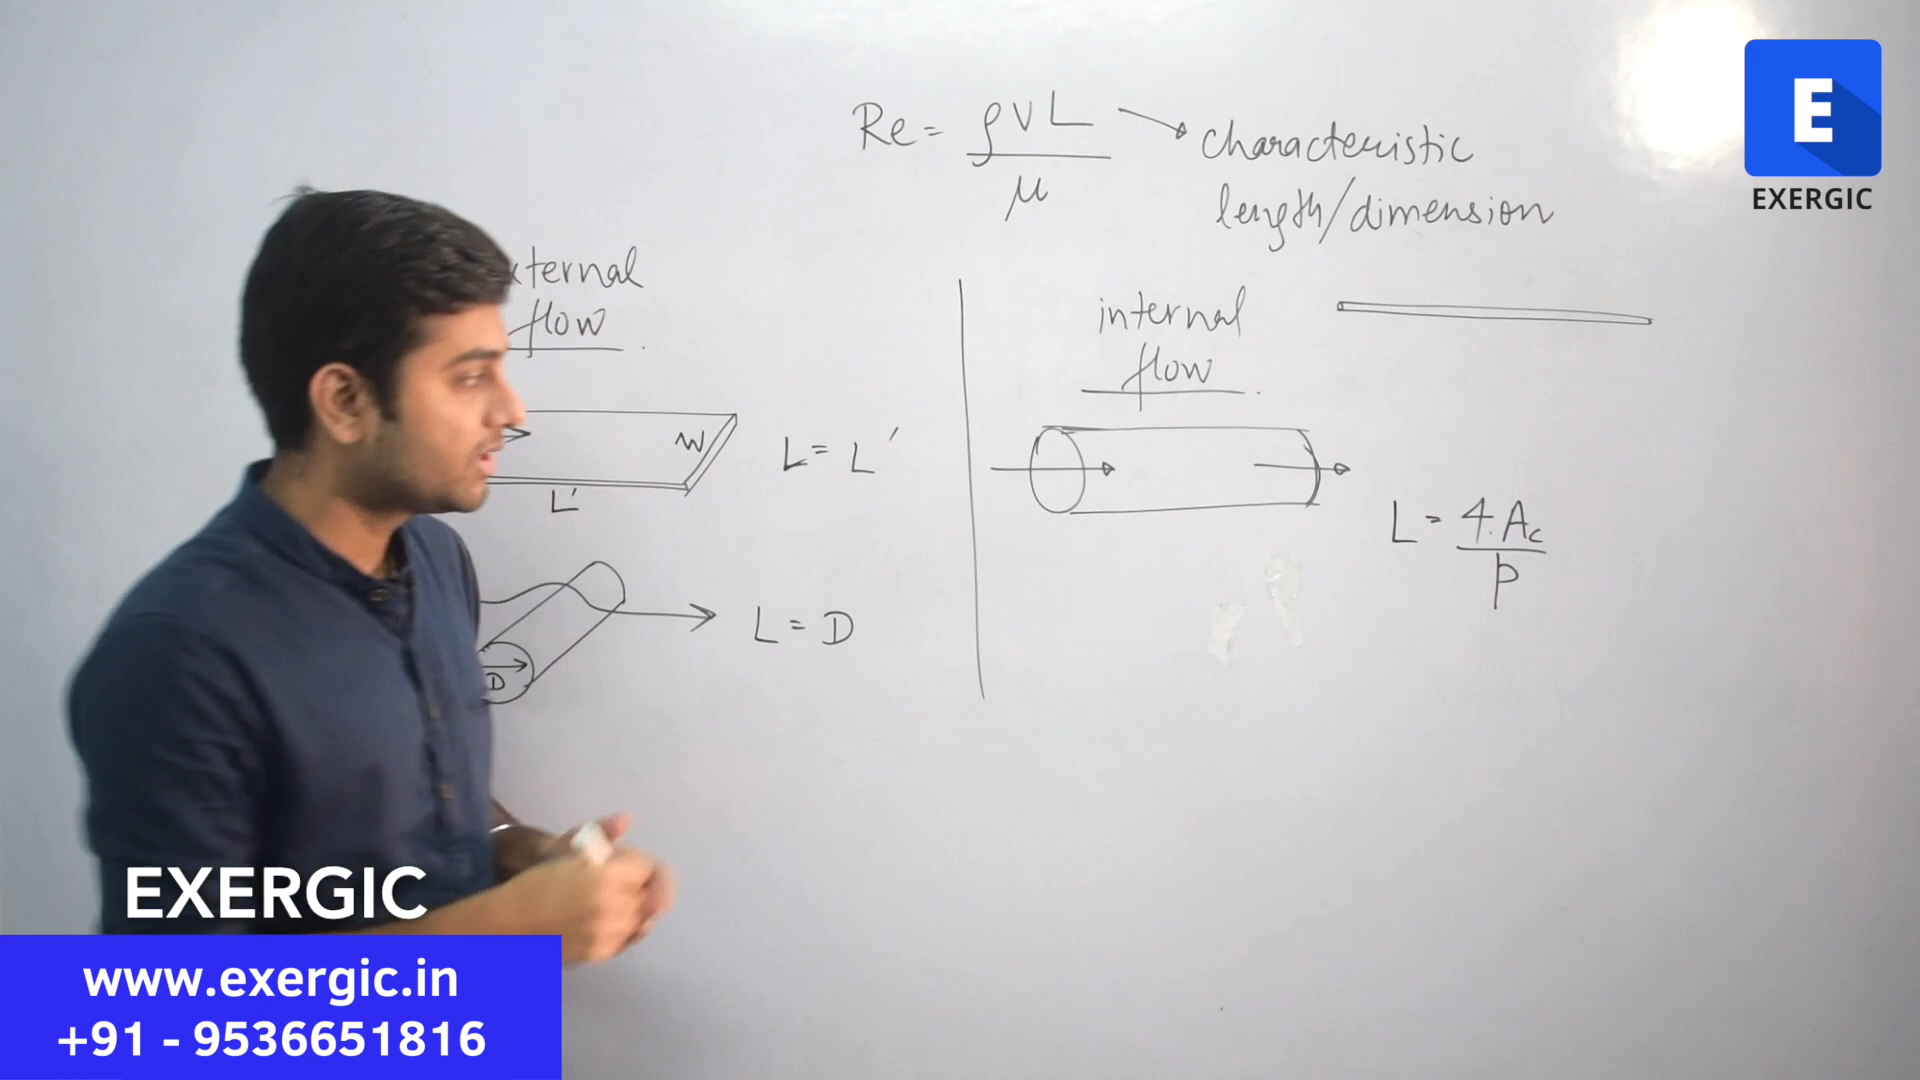 Re = ρVL / μ
characteristic
length/dimension
E
EXERGIC
xternal
flow
W
L'
L = L'
D
L = D
internal
flow
L = 4.Ac / p
EXERGIC
www.exergic.in
+91 - 9536651816